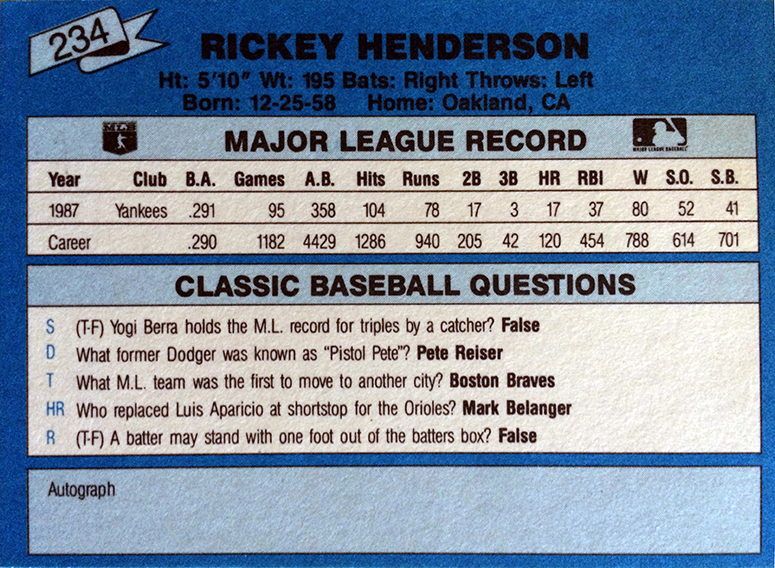 234
RICKEY HENDERSON
Ht: 5'10" Wt: 195 Bats: Right Throws: Left
Born: 12-25-58 Home: Oakland, CA
MLB MAJOR LEAGUE RECORD MAJOR LEAGUE BASEBALL
Year Club B.A. Games A.B. Hits Runs 2B 3B HR RBI W S.O. S.B.
1987 Yankees .291 95 358 104 78 17 3 17 37 80 52 41
Career .290 1182 4429 1286 940 205 42 120 454 788 614 701
CLASSIC BASEBALL QUESTIONS
S (T-F) Yogi Berra holds the M.L. record for triples by a catcher? False
D What former Dodger was known as "Pistol Pete"? Pete Reiser
T What M.L. team was the first to move to another city? Boston Braves
HR Who replaced Luis Aparicio at shortstop for the Orioles? Mark Belanger
R (T-F) A batter may stand with one foot out of the batters box? False
Autograph